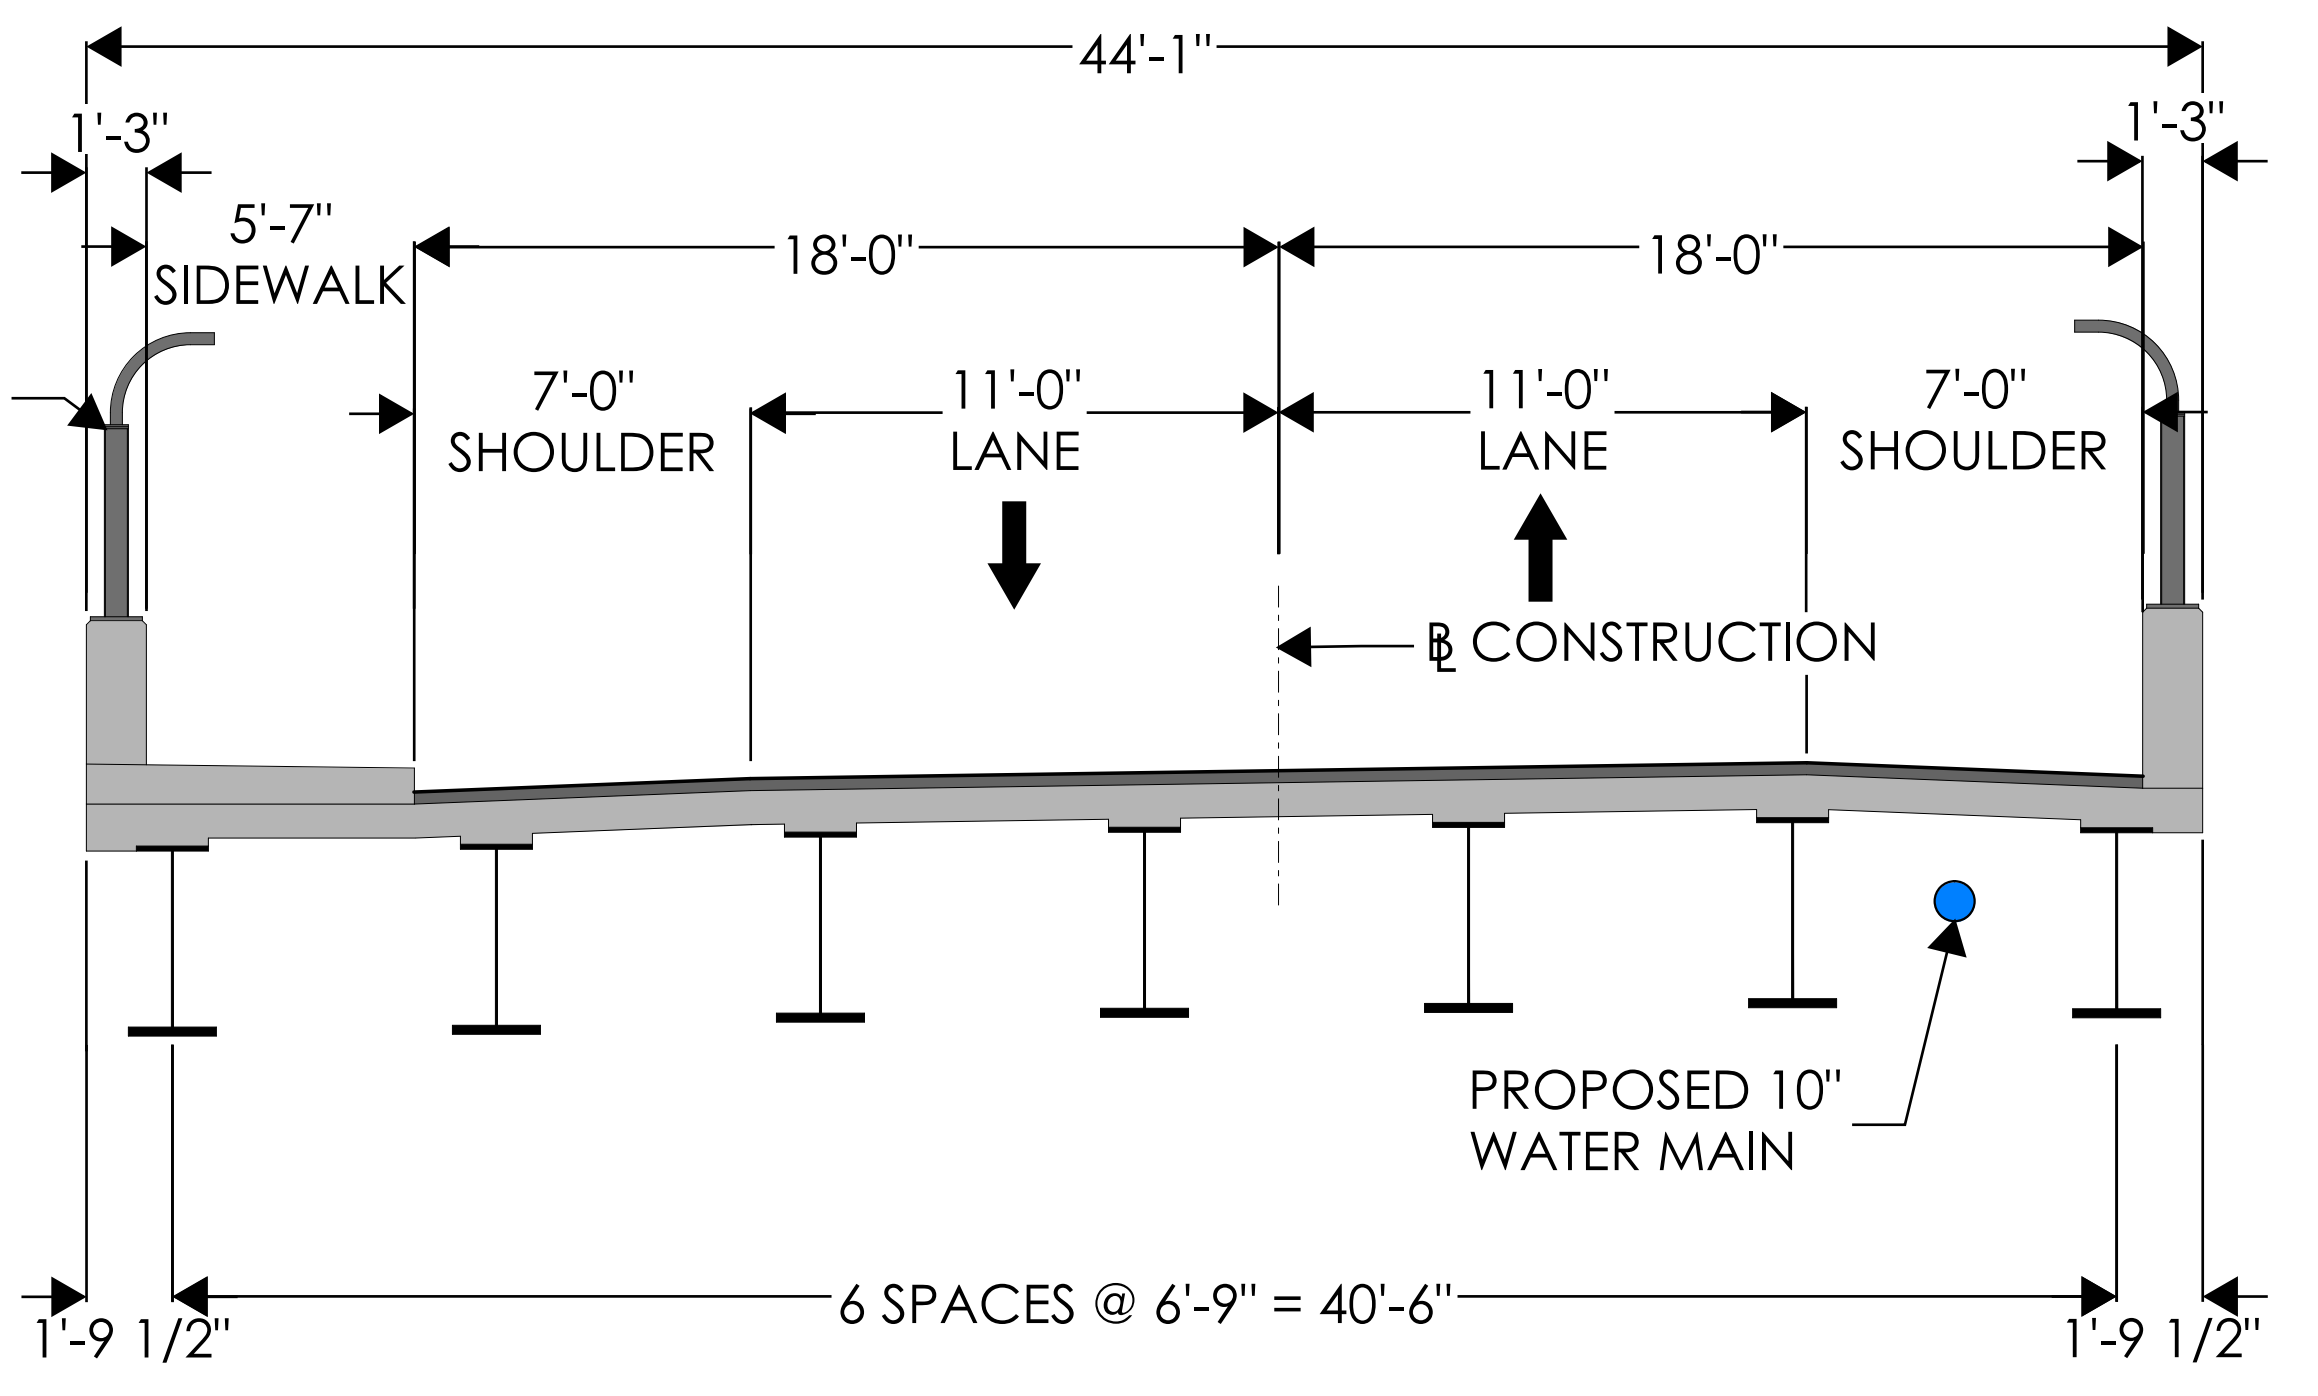 44'-1"
1'-3"
1'-3"
5'-7"
SIDEWALK
18'-0"
18'-0"
7'-0"
SHOULDER
11'-0"
LANE
11'-0"
LANE
7'-0"
SHOULDER
BL CONSTRUCTION
PROPOSED 10"
WATER MAIN
6 SPACES @ 6'-9" = 40'-6"
1'-9 1/2"
1'-9 1/2"